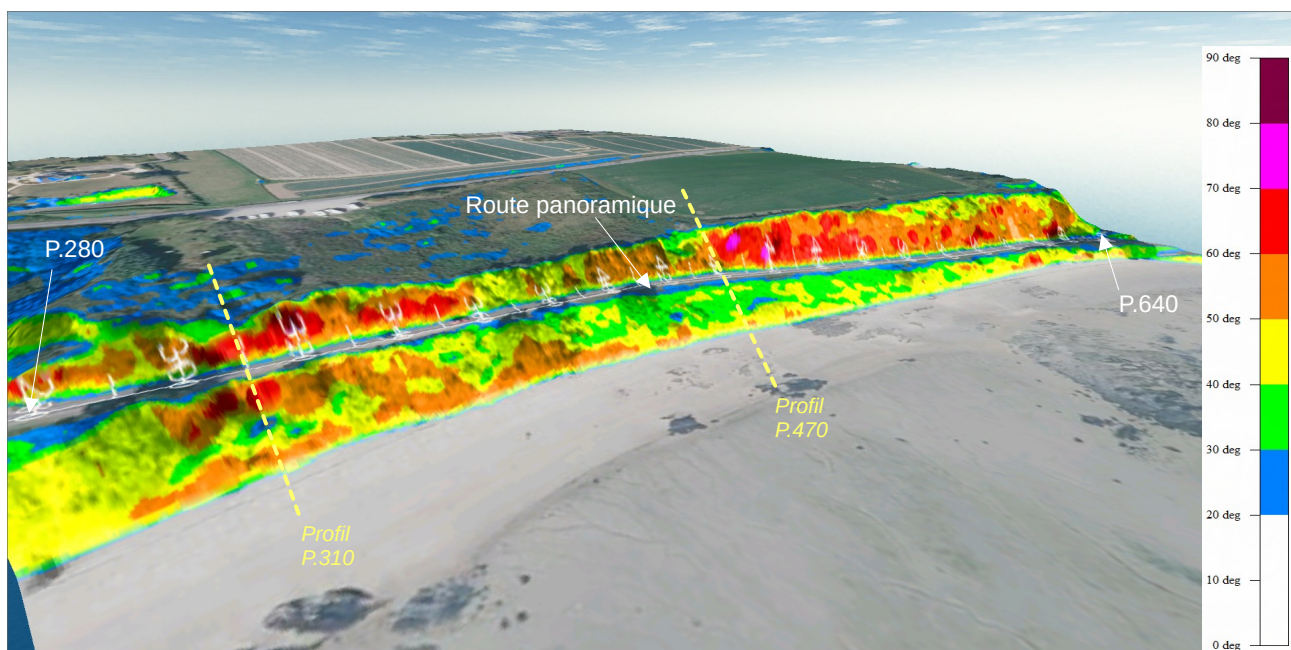 90 deg
80 deg
Route panoramique
70 deg
P.280
60 deg
P.640
50 deg
Profil
P.470
40 deg
30 deg
Profil
P.310
20 deg
10 deg
0 deg